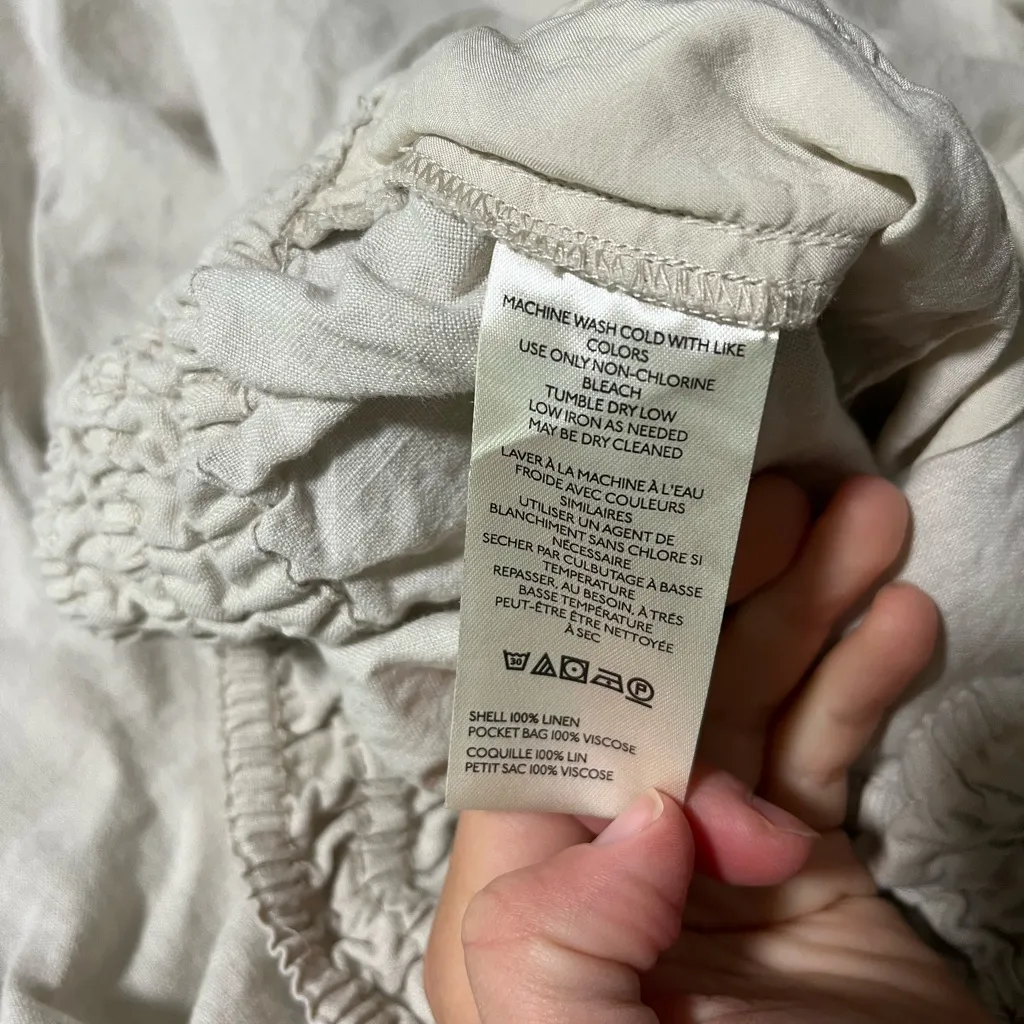 MACHINE WASH COLD WITH LIKE
COLORS
USE ONLY NON-CHLORINE
BLEACH
TUMBLE DRY LOW
LOW IRON AS NEEDED
MAY BE DRY CLEANED
LAVER À LA MACHINE À L'EAU
FROIDE AVEC COULEURS
SIMILAIRES
UTILISER UN AGENT DE
BLANCHIMENT SANS CHLORE SI
NÉCESSAIRE
SECHER PAR CULBUTAGE À BASSE
TEMPERATURE
REPASSER, AU BESOIN, À TRÉS
BASSE TEMPÉRATURE
PEUT-ÊTRE ÊTRE NETTOYÉE
À SEC
30 P
SHELL 100% LINEN
POCKET BAG 100% VISCOSE
COQUILLE 100% LIN
PETIT SAC 100% VISCOSE